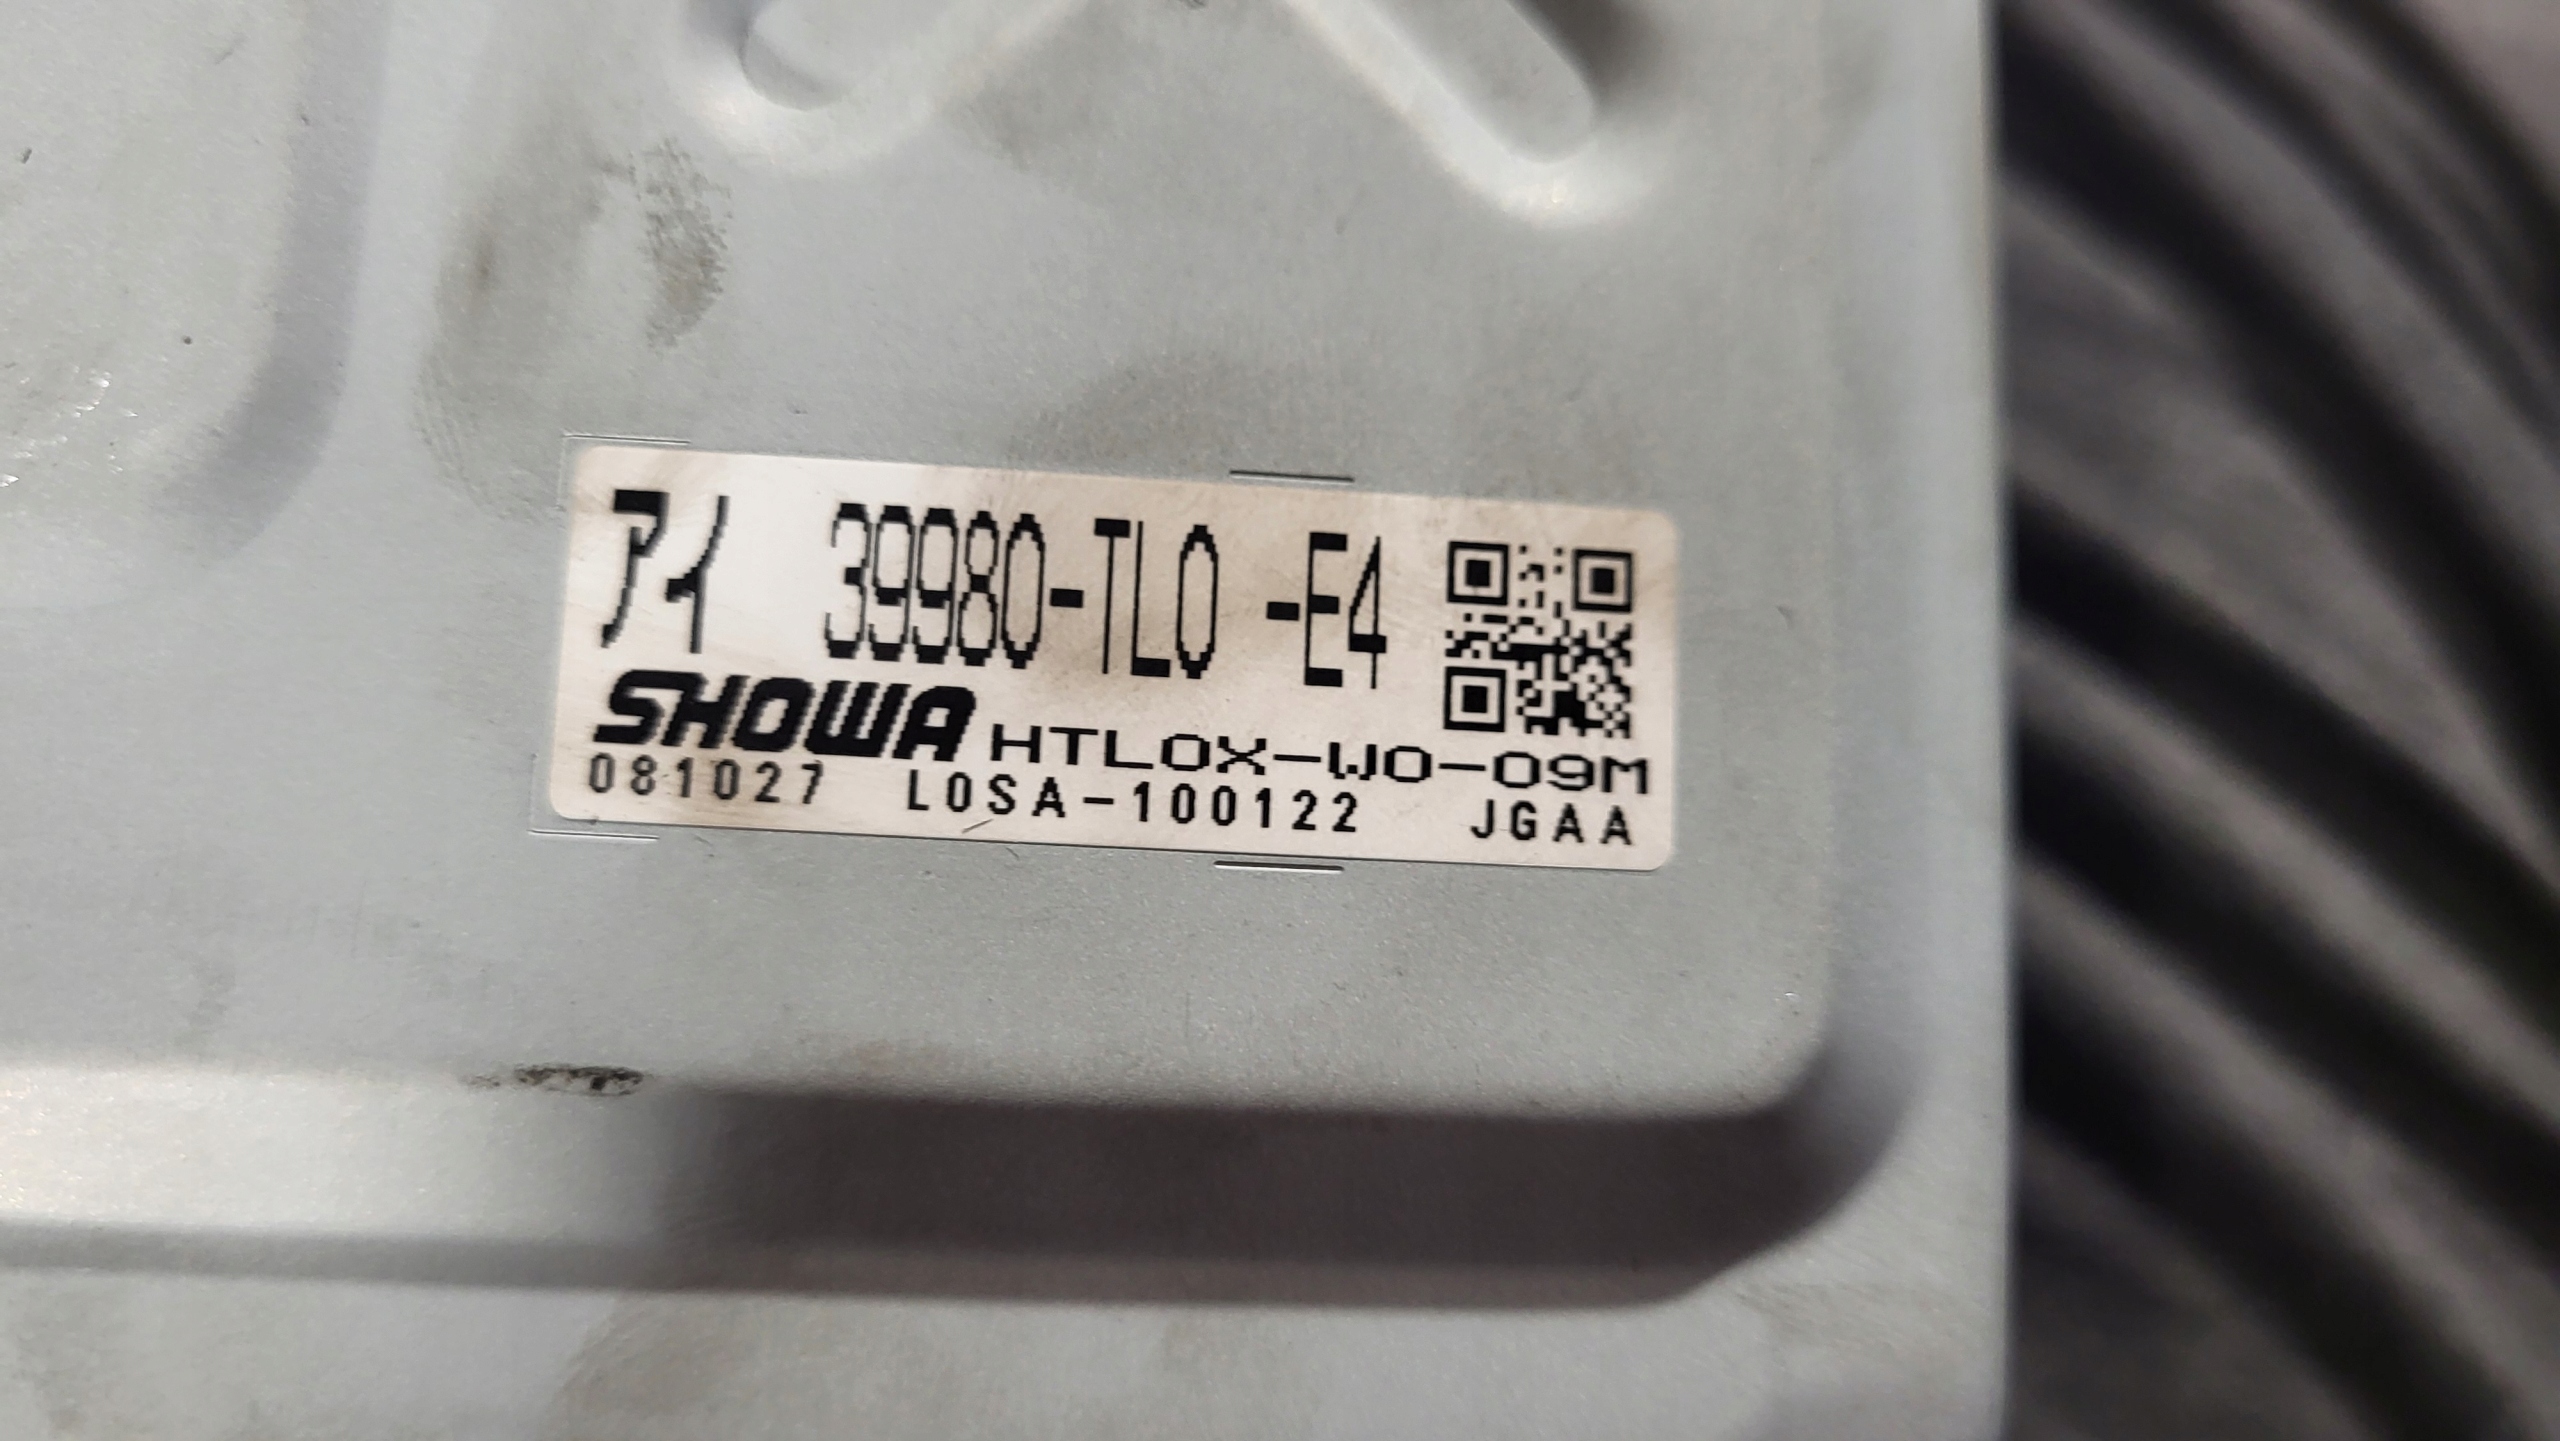 アイ 39980-TL0 -E4
SHOWA HTL0X-W0-09M
081027 L0SA-100122 JGAA